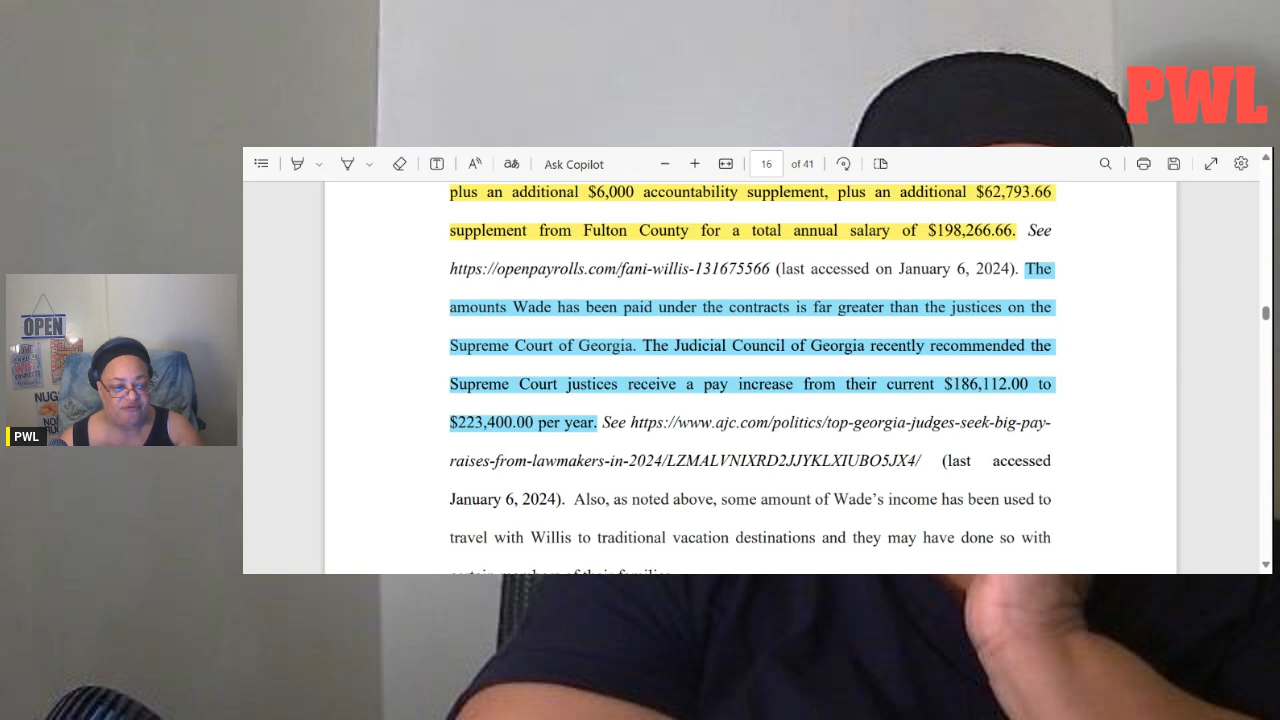 PWL
Ask Copilot
16 of 41
plus an additional $6,000 accountability supplement, plus an additional $62,793.66
supplement from Fulton County for a total annual salary of $198,266.66. See
https://openpayrolls.com/fani-willis-131675566 (last accessed on January 6, 2024). The
amounts Wade has been paid under the contracts is far greater than the justices on the
Supreme Court of Georgia. The Judicial Council of Georgia recently recommended the
Supreme Court justices receive a pay increase from their current $186,112.00 to
$223,400.00 per year. See https://www.ajc.com/politics/top-georgia-judges-seek-big-pay-
raises-from-lawmakers-in-2024/LZMALVNIXRD2JJYKLXIUBO5JX4/ (last accessed
January 6, 2024). Also, as noted above, some amount of Wade's income has been used to
travel with Willis to traditional vacation destinations and they may have done so with
OPEN
NUG
PWL